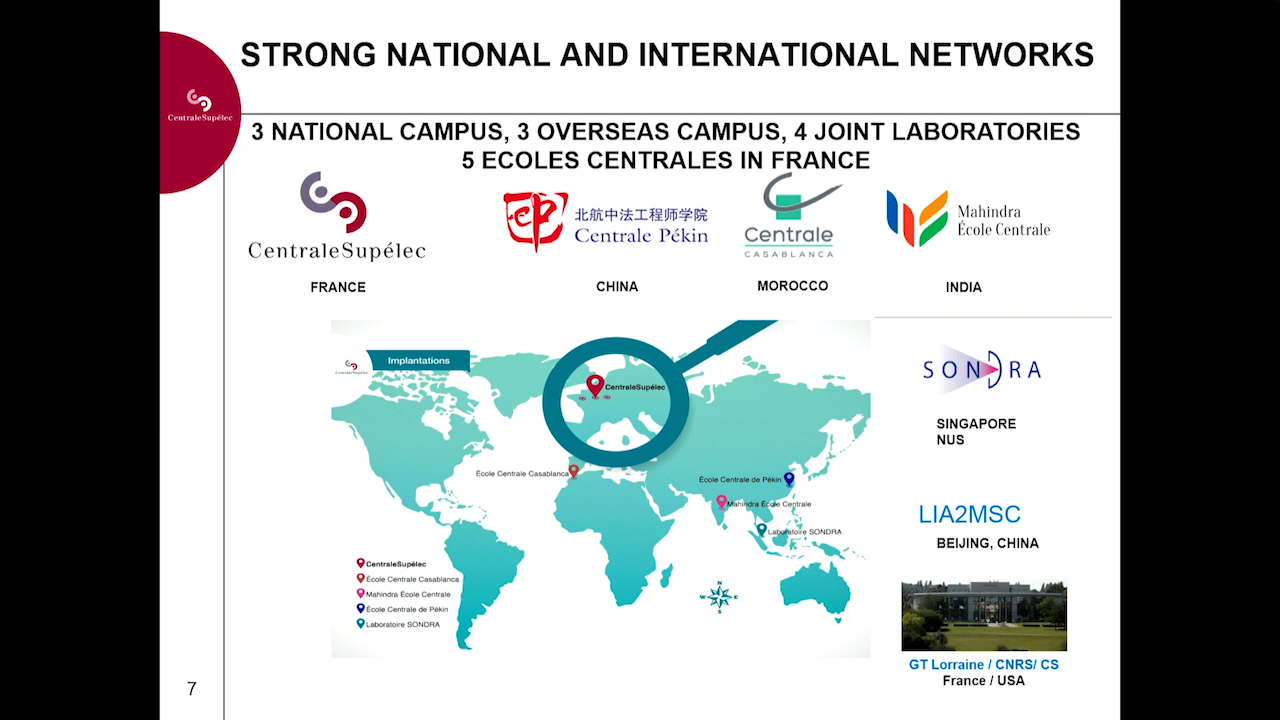 STRONG NATIONAL AND INTERNATIONAL NETWORKS
CentraleSupélec
3 NATIONAL CAMPUS, 3 OVERSEAS CAMPUS, 4 JOINT LABORATORIES
5 ECOLES CENTRALES IN FRANCE
CentraleSupélec
FRANCE
北航中法工程师学院
Centrale Pékin
CHINA
Centrale
CASABLANCA
MOROCCO
Mahindra
École Centrale
INDIA
Implantations
CentraleSupélec
CentraleSupélec
École Centrale Casablanca
École Centrale de Pékin
Mahindra École Centrale
Laboratoire SONDRA
CentraleSupélec
École Centrale Casablanca
Mahindra École Centrale
École Centrale de Pékin
Laboratoire SONDRA
N
W E
S
SONDRA
SINGAPORE
NUS
LIA2MSC
BEIJING, CHINA
GT Lorraine / CNRS/ CS
France / USA
7